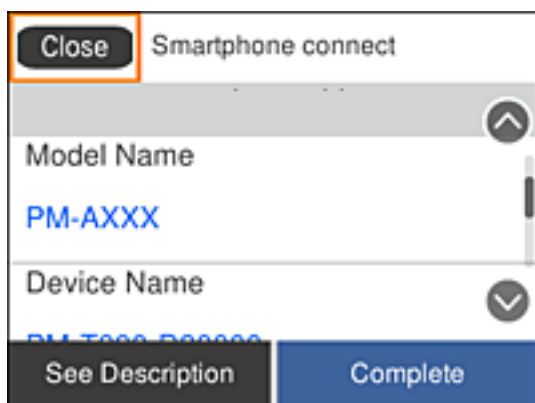 Close
Smartphone connect
Model Name
PM-AXXX
Device Name
See Description
Complete